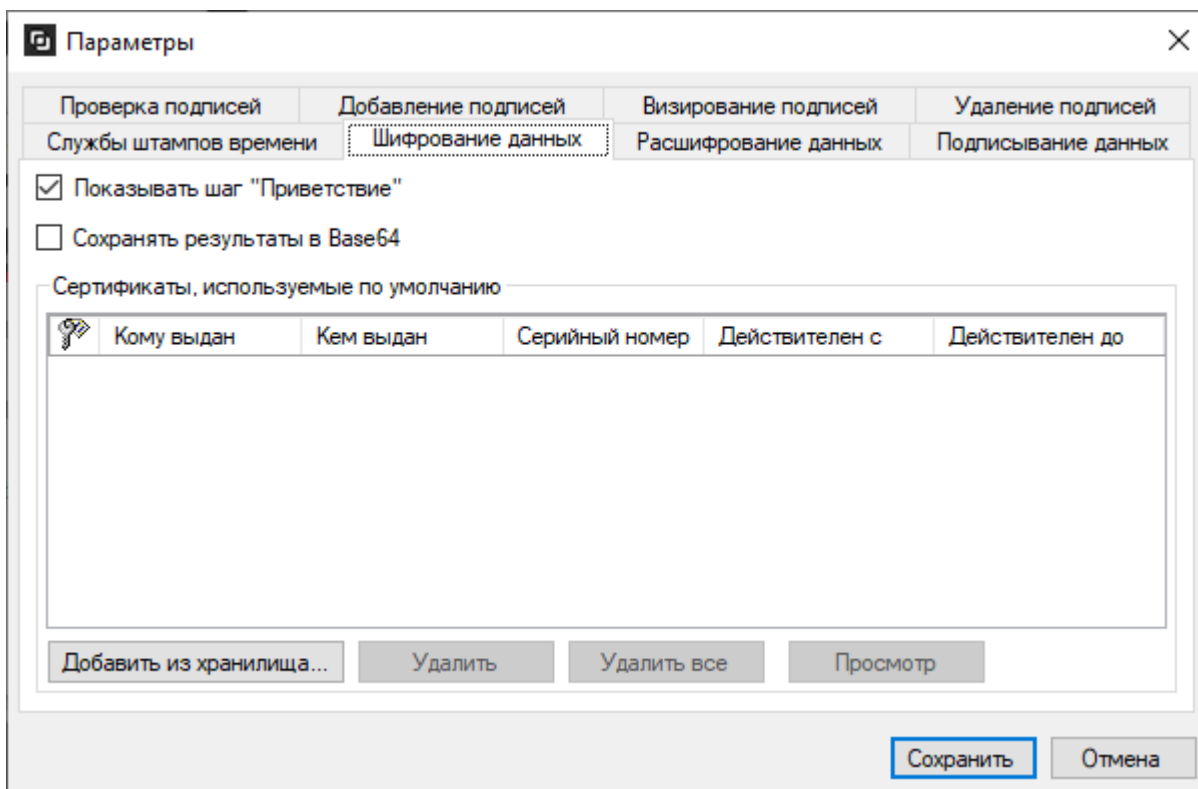 Параметры
Проверка подписей Добавление подписей Визирование подписей Удаление подписей
Службы штампов времени Шифрование данных Расшифрование данных Подписывание данных
Показывать шаг "Приветствие"
Сохранять результаты в Base64
Сертификаты, используемые по умолчанию
Кому выдан Кем выдан Серийный номер Действителен с Действителен до
Добавить из хранилища... Удалить Удалить все Просмотр
Сохранить Отмена